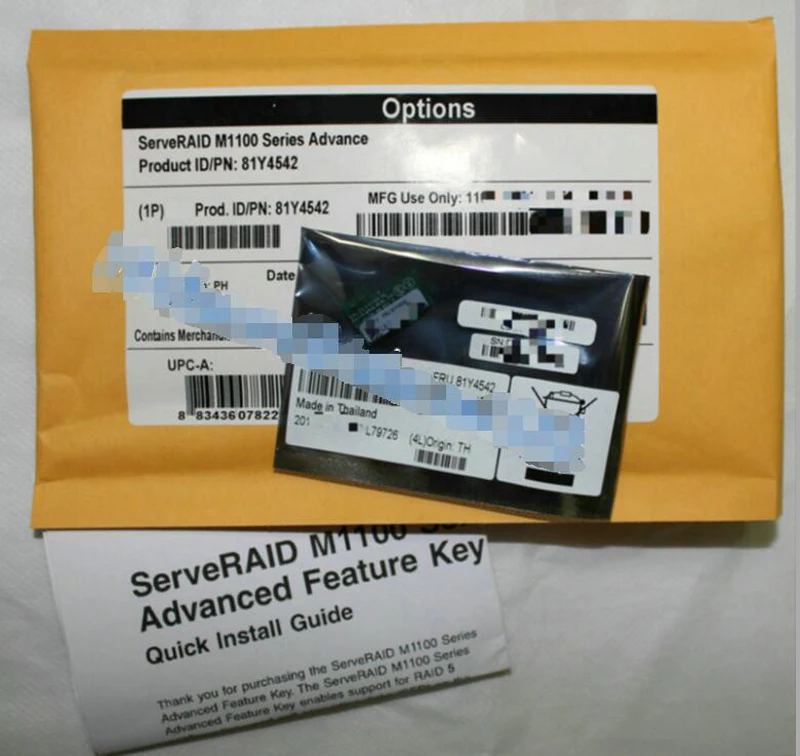 Options
ServeRAID M1100 Series Advance
Product ID/PN: 81Y4542
(1P) Prod. ID/PN: 81Y4542
MFG Use Only: 11
PH
Date
Contains
UPC-A:
8 83436 07822
SN
FRU 81Y4542
Made in Thailand
201 L79726 (4L)Origin: TH
ServeRAID M1100
Advanced Feature Key
Quick Install Guide
Thank you for purchasing the ServeRAID M1100 Series
Advanced Feature Key. The ServeRAID M1100 Series
Advanced Feature Key enables support for RAID 5